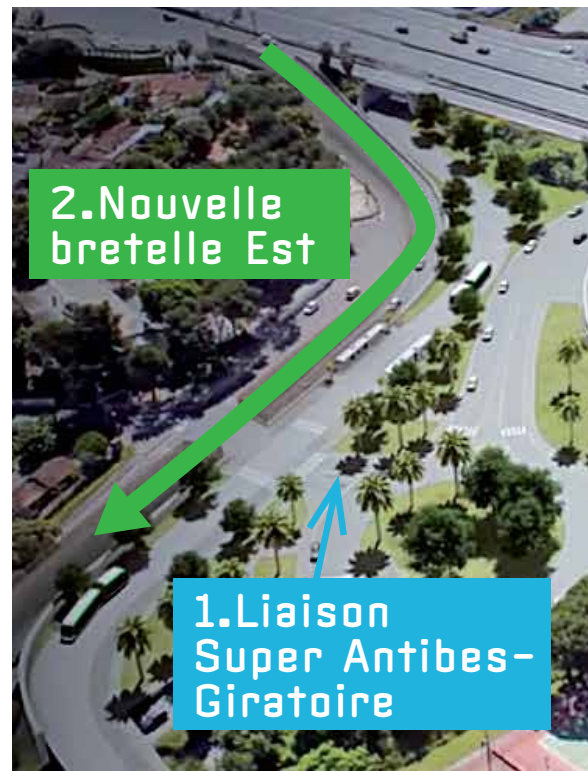 2.Nouvelle
bretelle Est
1.Liaison
Super Antibes-
Giratoire